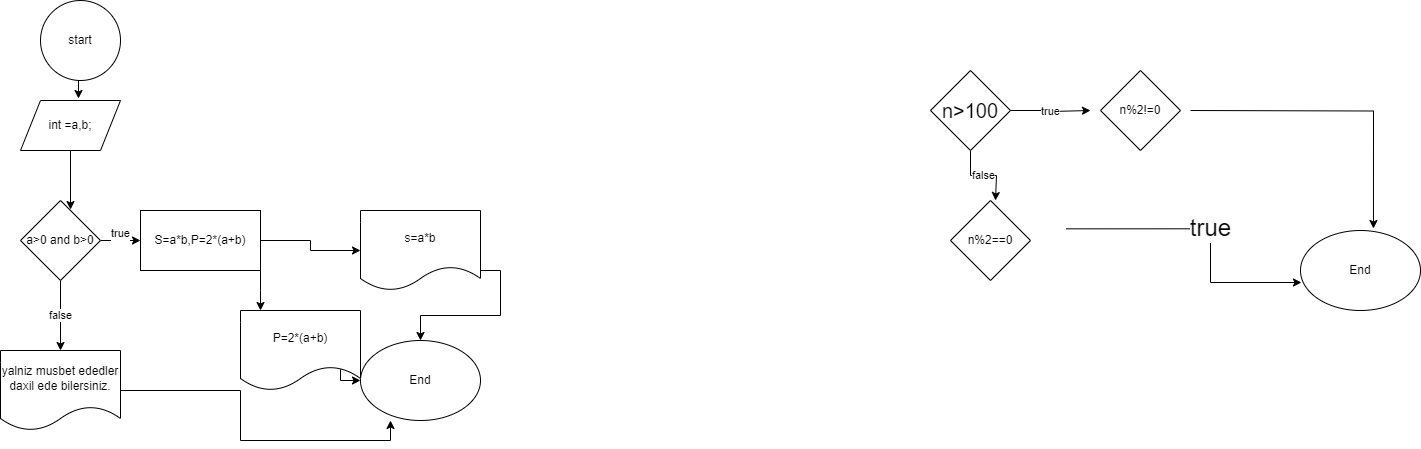 start
int =a,b;
a>0 and b>0
true
S=a*b,P=2*(a+b)
s=a*b
false
P=2*(a+b)
yalniz musbet ededler
daxil ede bilersiniz.
End
n>100
true
n%2!=0
false
n%2==0
true
End